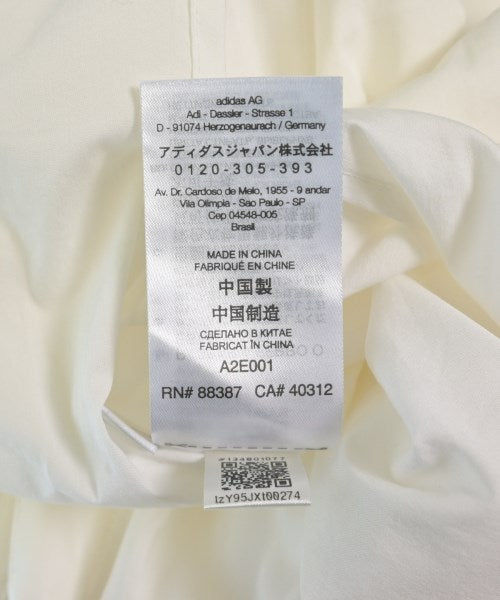 adidas AG
Adi - Dassler - Strasse 1
D - 91074 Herzogenaurach / Germany
アディダスジャパン株式会社
0120-305-393
Av. Dr. Cardoso de Melo, 1955 - 9 andar
Vila Olimpia - Sao Paulo - SP
Cep 04548-005
Brasil
MADE IN CHINA
FABRIQUÉ EN CHINE
中国製
中国制造
СДЕЛАНО В КИТАЕ
FABRICAT ÎN CHINA
A2E001
RN# 88387 CA# 40312
#134801077
IzY95JXt00274